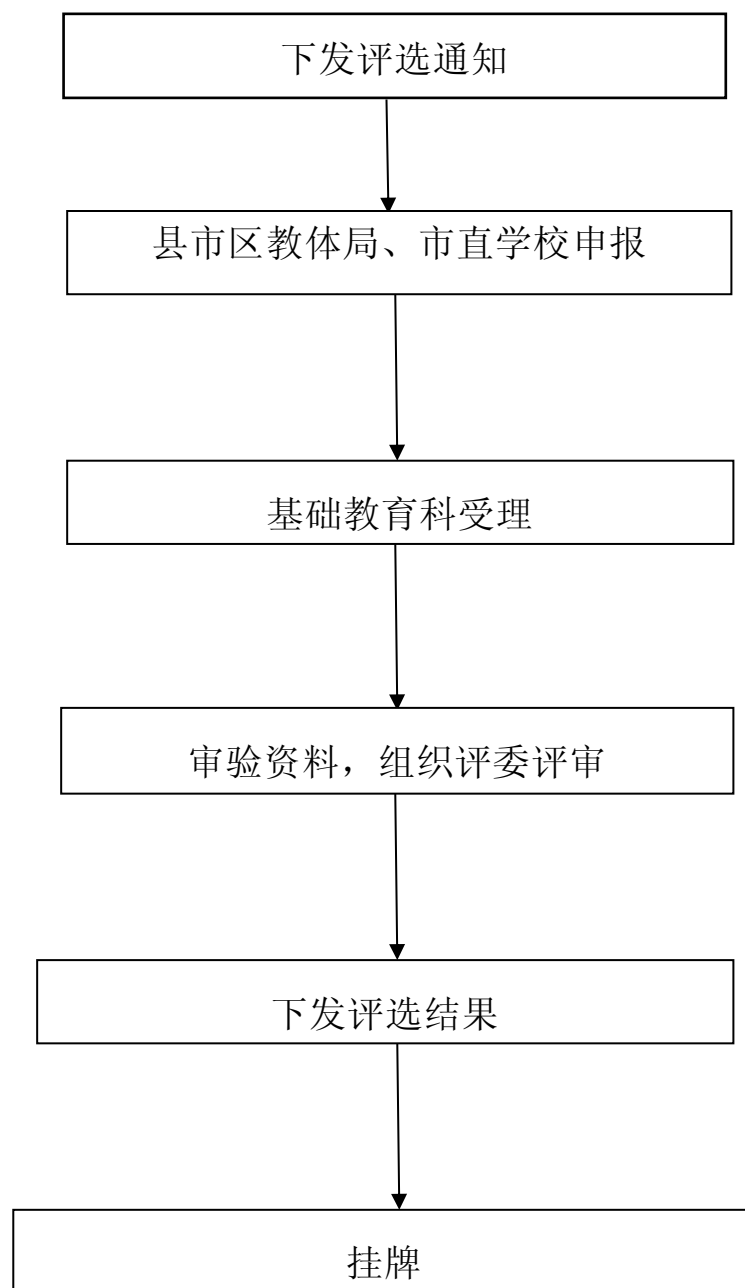 下发评选通知
县市区教体局、市直学校申报
基础教育科受理
审验资料，组织评委评审
下发评选结果
挂牌